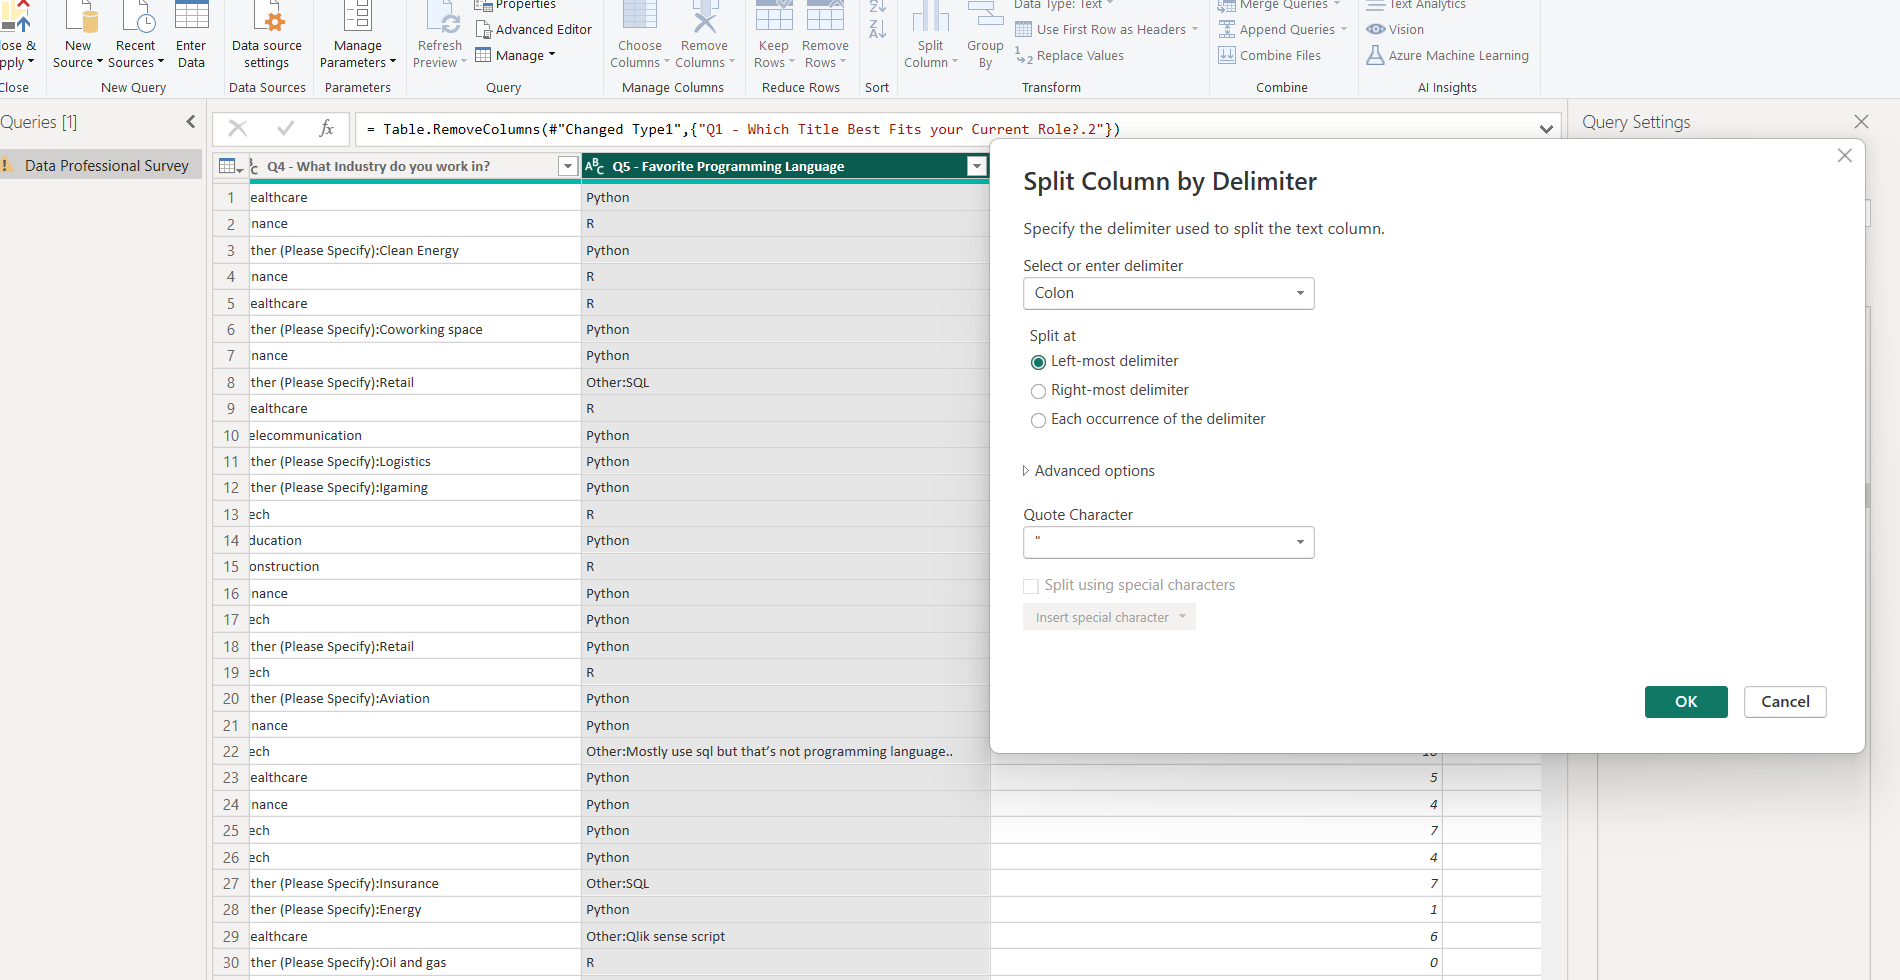 Properties
Data Type: Text
Merge Queries
Text Analytics
Advanced Editor
Use First Row as Headers
Append Queries
Vision
New Source
Recent Sources
Enter Data
Data source settings
Manage Parameters
Refresh Preview
Manage
Choose Columns
Remove Columns
Keep Rows
Remove Rows
Split Column
Group By
Replace Values
Combine Files
Azure Machine Learning
lose & pply
Close
New Query
Data Sources
Parameters
Query
Manage Columns
Reduce Rows
Sort
Transform
Combine
AI Insights
Queries [1]
fx
= Table.RemoveColumns(#"Changed Type1",{"Q1 - Which Title Best Fits your Current Role?.2"})
Query Settings
Data Professional Survey
Q4 - What Industry do you work in?
ABC Q5 - Favorite Programming Language
1 ealthcare Python
2 nance R
3 ther (Please Specify):Clean Energy Python
4 nance R
5 ealthcare R
6 ther (Please Specify):Coworking space Python
7 nance Python
8 ther (Please Specify):Retail Other:SQL
9 ealthcare R
10 elecommunication Python
11 ther (Please Specify):Logistics Python
12 ther (Please Specify):Igaming Python
13 ech R
14 ducation Python
15 onstruction R
16 nance Python
17 ech Python
18 ther (Please Specify):Retail Python
19 ech R
20 ther (Please Specify):Aviation Python
21 nance Python
22 ech Other:Mostly use sql but that’s not programming language..
23 ealthcare Python 5
24 nance Python 4
25 ech Python 7
26 ech Python 4
27 ther (Please Specify):Insurance Other:SQL 7
28 ther (Please Specify):Energy Python 1
29 ealthcare Other:Qlik sense script 6
30 ther (Please Specify):Oil and gas R 0
Split Column by Delimiter
Specify the delimiter used to split the text column.
Select or enter delimiter
Colon
Split at
Left-most delimiter
Right-most delimiter
Each occurrence of the delimiter
Advanced options
Quote Character
"
Split using special characters
Insert special character
OK
Cancel